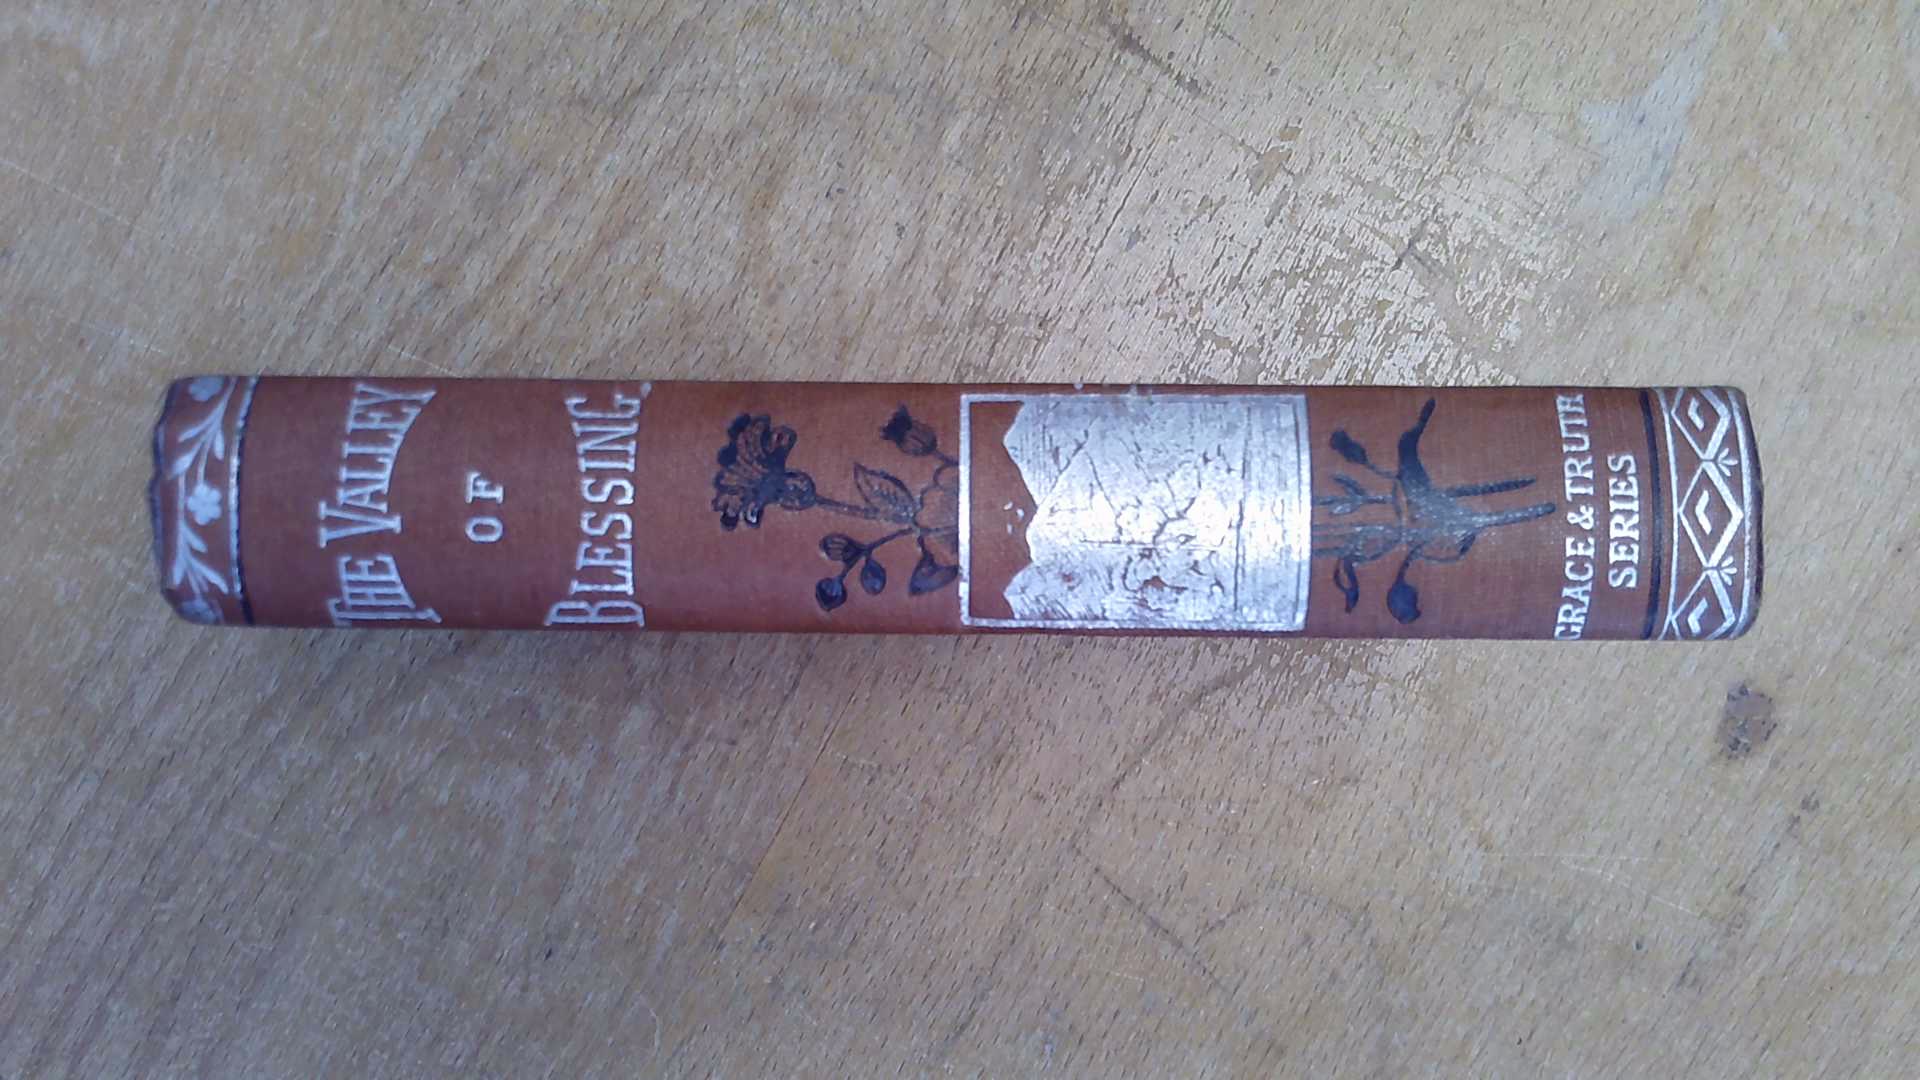 THE VALLEY
OF
BLESSING.
GRACE & TRUTH
SERIES